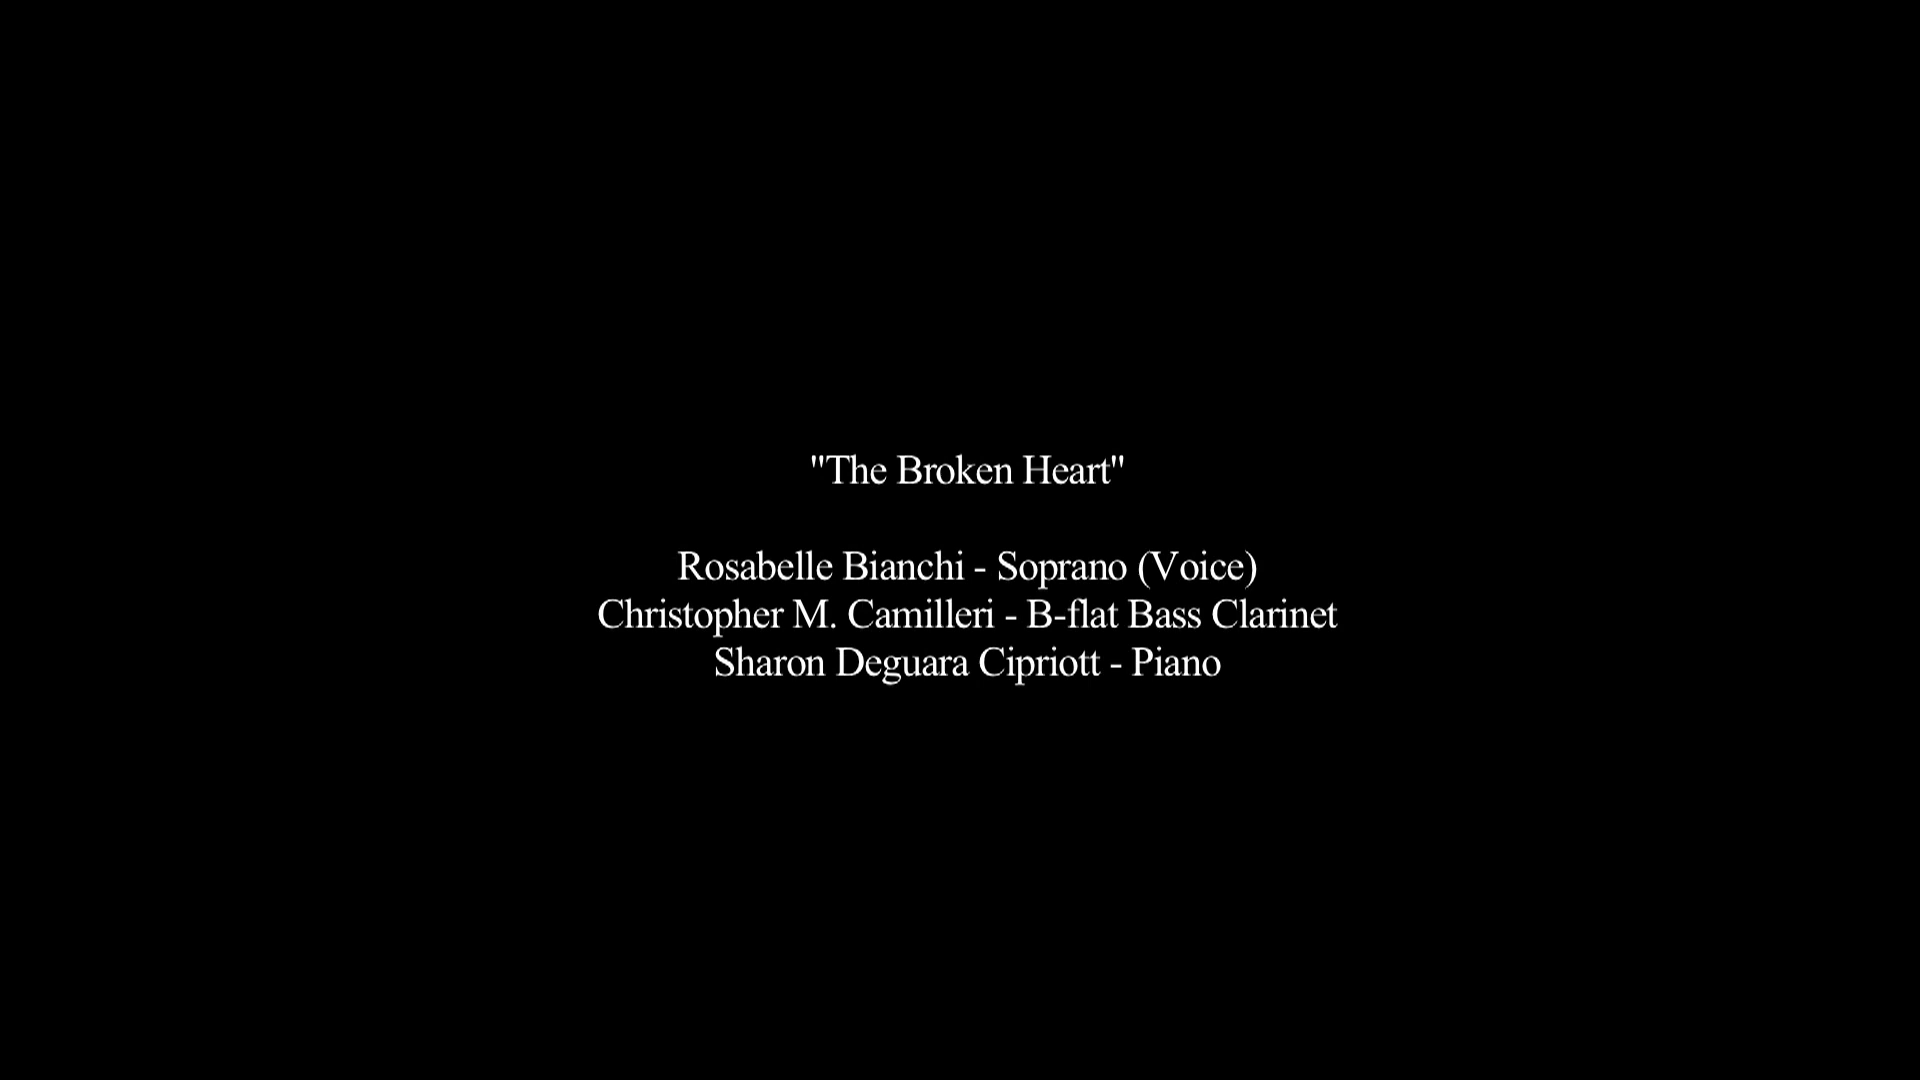 "The Broken Heart"
Rosabelle Bianchi - Soprano (Voice)
Christopher M. Camilleri - B-flat Bass Clarinet
Sharon Deguara Cipriott - Piano